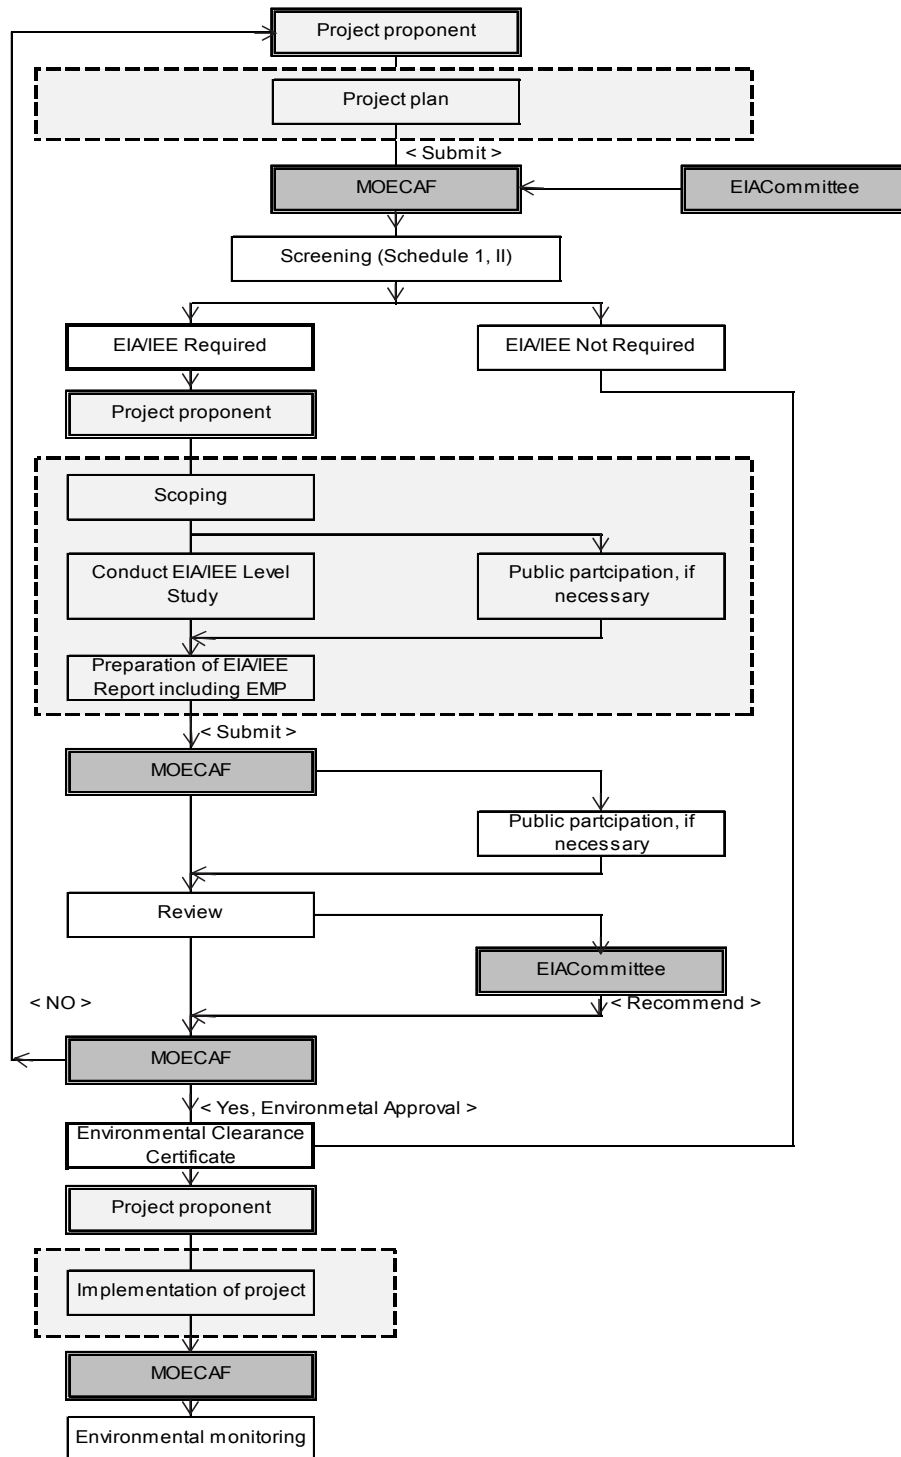 Project proponent
Project plan
< Submit >
MOECAF
EIACommittee
Screening (Schedule 1, II)
EIA/IEE Required
EIA/IEE Not Required
Project proponent
Scoping
Conduct EIA/IEE Level
Study
Public partcipation, if
necessary
Preparation of EIA/IEE
Report including EMP
< Submit >
MOECAF
Public partcipation, if
necessary
Review
EIACommittee
< NO >
< Recommend >
MOECAF
< Yes, Environmetal Approval >
Environmental Clearance
Certificate
Project proponent
Implementation of project
MOECAF
Environmental monitoring